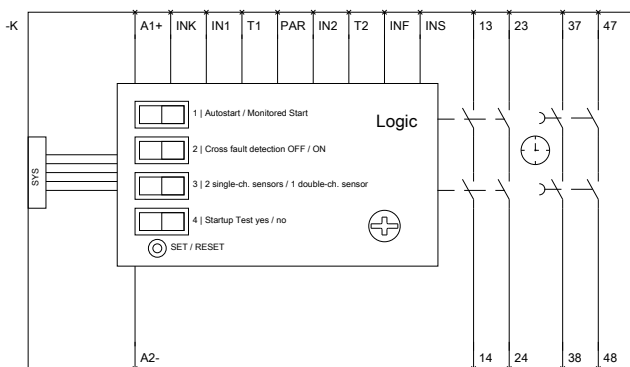 -K A1+ INK IN1 T1 PAR IN2 T2 INF INS 13 23 37 47
1 | Autostart / Monitored Start
Logic
2 | Cross fault detection OFF / ON
SYS
3 | 2 single-ch. sensors / 1 double-ch. sensor
4 | Startup Test yes / no
SET / RESET
A2- 14 24 38 48